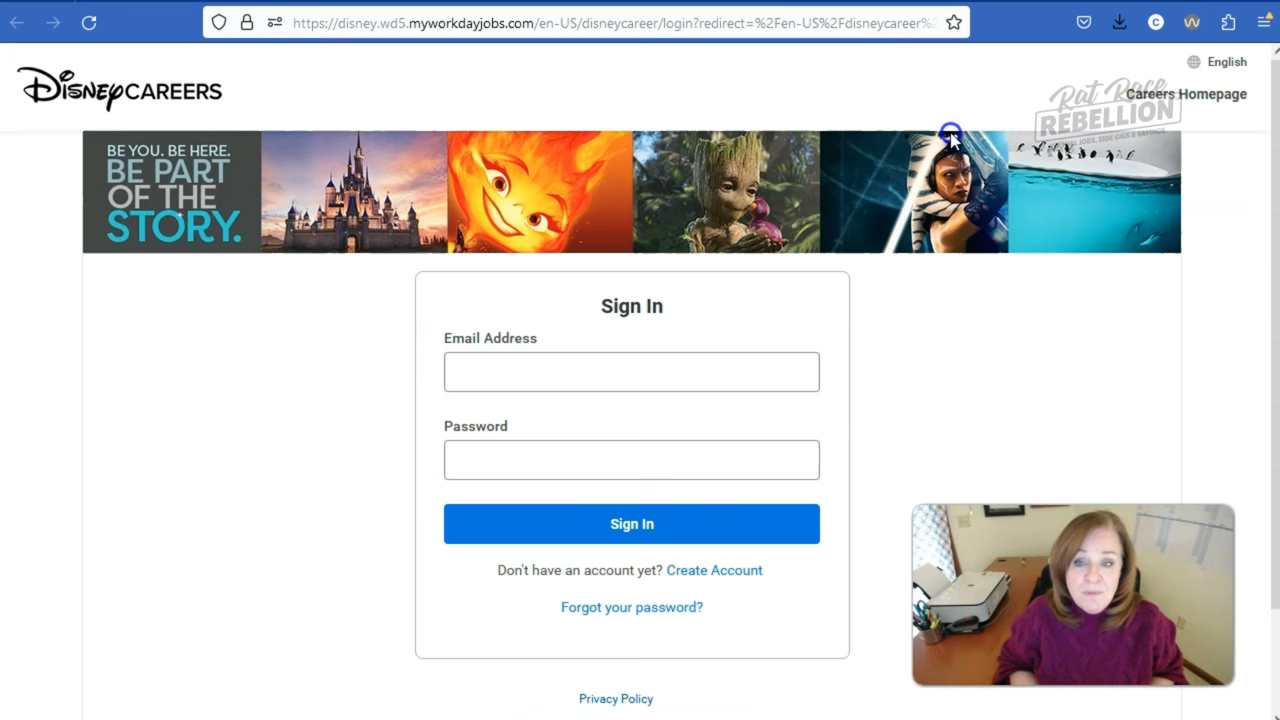 https://disney.wd5.myworkdayjobs.com/en-US/disneycareer/login?redirect=%2Fen-US%2Fdisneycareer%
English
DISNEY CAREERS
Careers Homepage
Rat Race
REBELLION
BE YOU. BE HERE.
BE PART
OF THE
STORY.
Sign In
Email Address
Password
Sign In
Don't have an account yet? Create Account
Forgot your password?
Privacy Policy